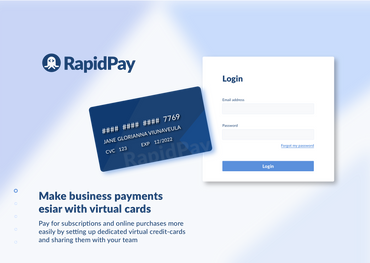 RapidPay
Login
Email address
Password
Forgot my password
Login
#### #### #### 7769
JANE GLORIANNA VIUNAVEULA
CVC 123 EXP 12/2022
RapidPay
Make business payments
esiar with virtual cards
Pay for subscriptions and online purchases more
easily by setting up dedicated virtual credit-cards
and sharing them with your team